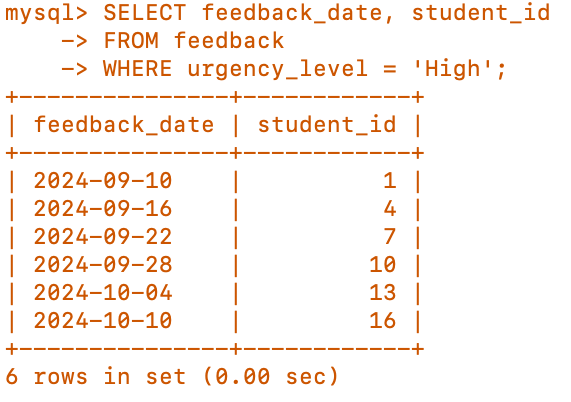 mysql> SELECT feedback_date, student_id
    -> FROM feedback
    -> WHERE urgency_level = 'High';
+---------------+------------+
| feedback_date | student_id |
+---------------+------------+
| 2024-09-10    |          1 |
| 2024-09-16    |          4 |
| 2024-09-22    |          7 |
| 2024-09-28    |         10 |
| 2024-10-04    |         13 |
| 2024-10-10    |         16 |
+---------------+------------+
6 rows in set (0.00 sec)